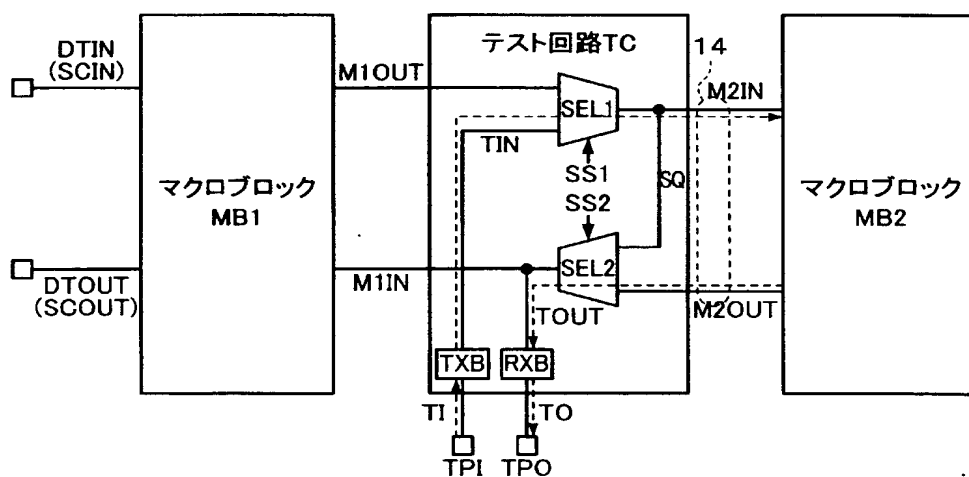 DTIN
(SCIN)
マクロブロック
MB1
DTOUT
(SCOUT)
M1OUT
M1IN
テスト回路TC
SEL1
TIN
SS1
SS2
SQ
SEL2
TOUT
TXB
RXB
TI
TO
TPI
TPO
14
M2IN
M2OUT
マクロブロック
MB2